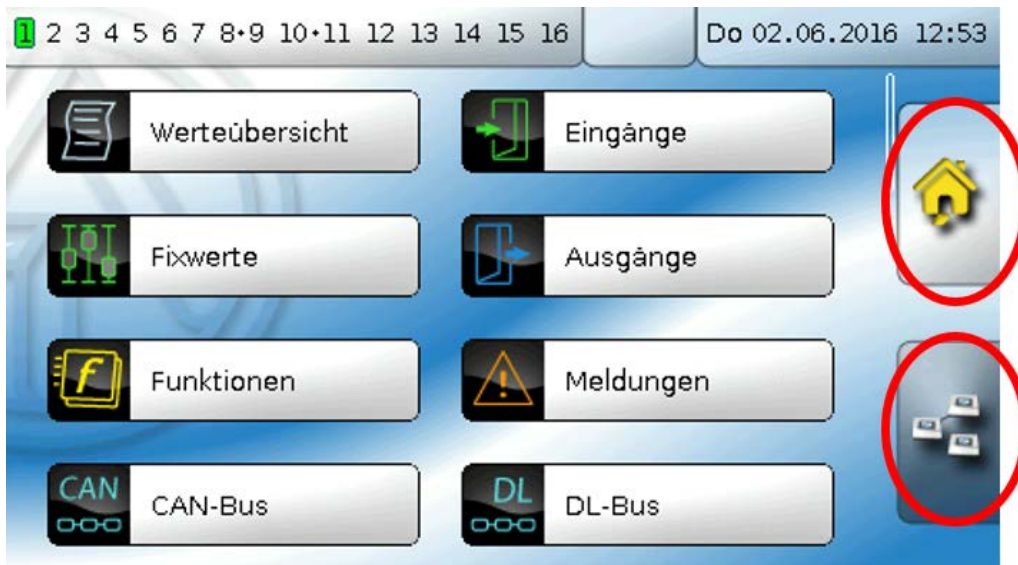 1 2 3 4 5 6 7 8•9 10•11 12 13 14 15 16 Do 02.06.2016 12:53
Werteübersicht Eingänge
Fixwerte Ausgänge
f Funktionen Meldungen
CAN CAN-Bus DL DL-Bus